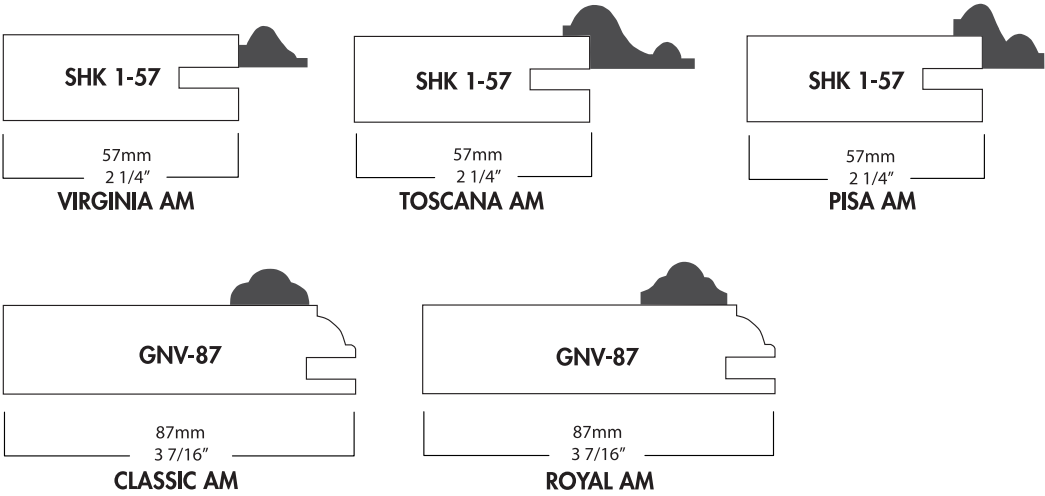 SHK 1-57
57mm
2 1/4”
VIRGINIA AM
SHK 1-57
57mm
2 1/4”
TOSCANA AM
SHK 1-57
57mm
2 1/4”
PISA AM
GNV-87
87mm
3 7/16”
CLASSIC AM
GNV-87
87mm
3 7/16”
ROYAL AM